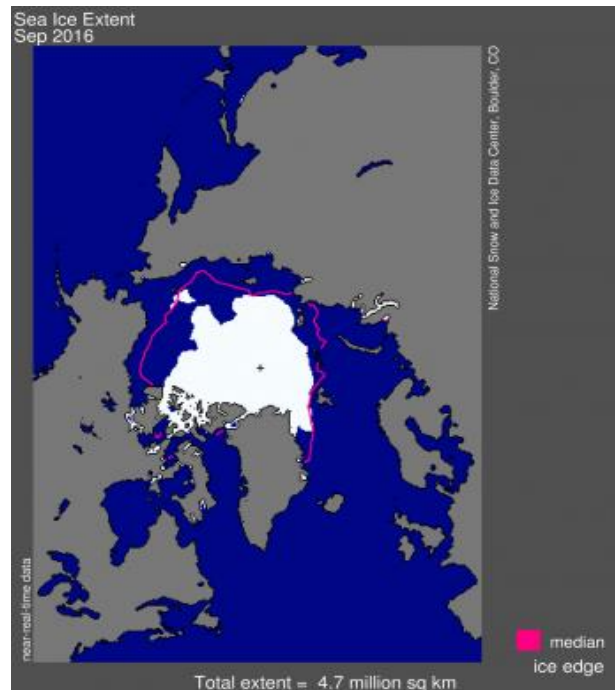 Sea Ice Extent
Sep 2016
National Snow and Ice Data Center, Boulder, CO
near-real-time data
median
ice edge
Total extent = 4.7 million sq km